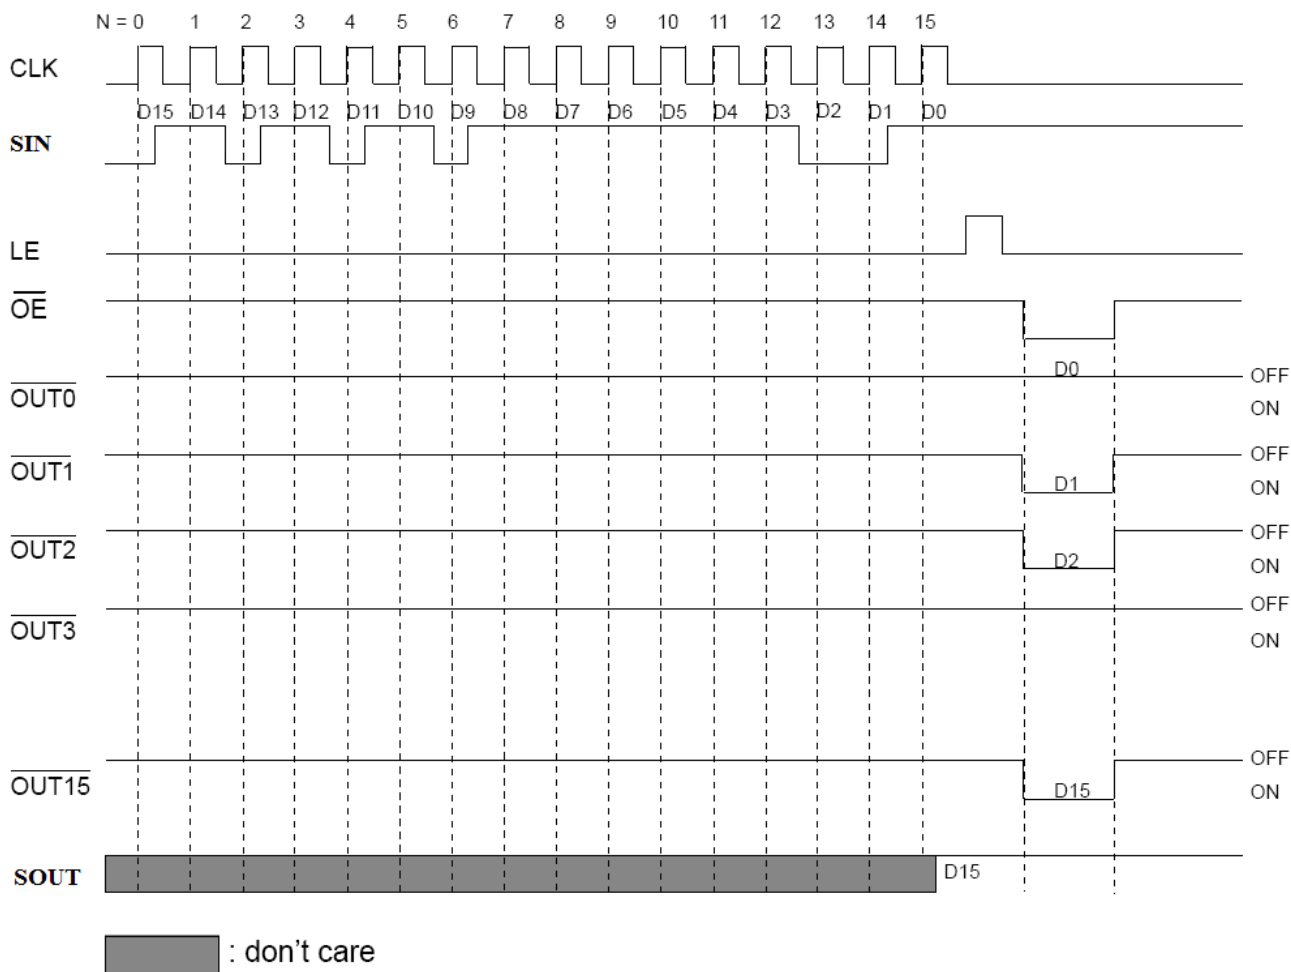 N = 0 1 2 3 4 5 6 7 8 9 10 11 12 13 14 15
CLK
D15 D14 D13 D12 D11 D10 D9 D8 D7 D6 D5 D4 D3 D2 D1 D0
SIN
LE
OE
D0
OFF
OUT0
ON
OFF
OUT1
D1
ON
OFF
OUT2
D2
ON
OFF
OUT3
ON
OFF
OUT15
D15
ON
SOUT
D15
: don't care